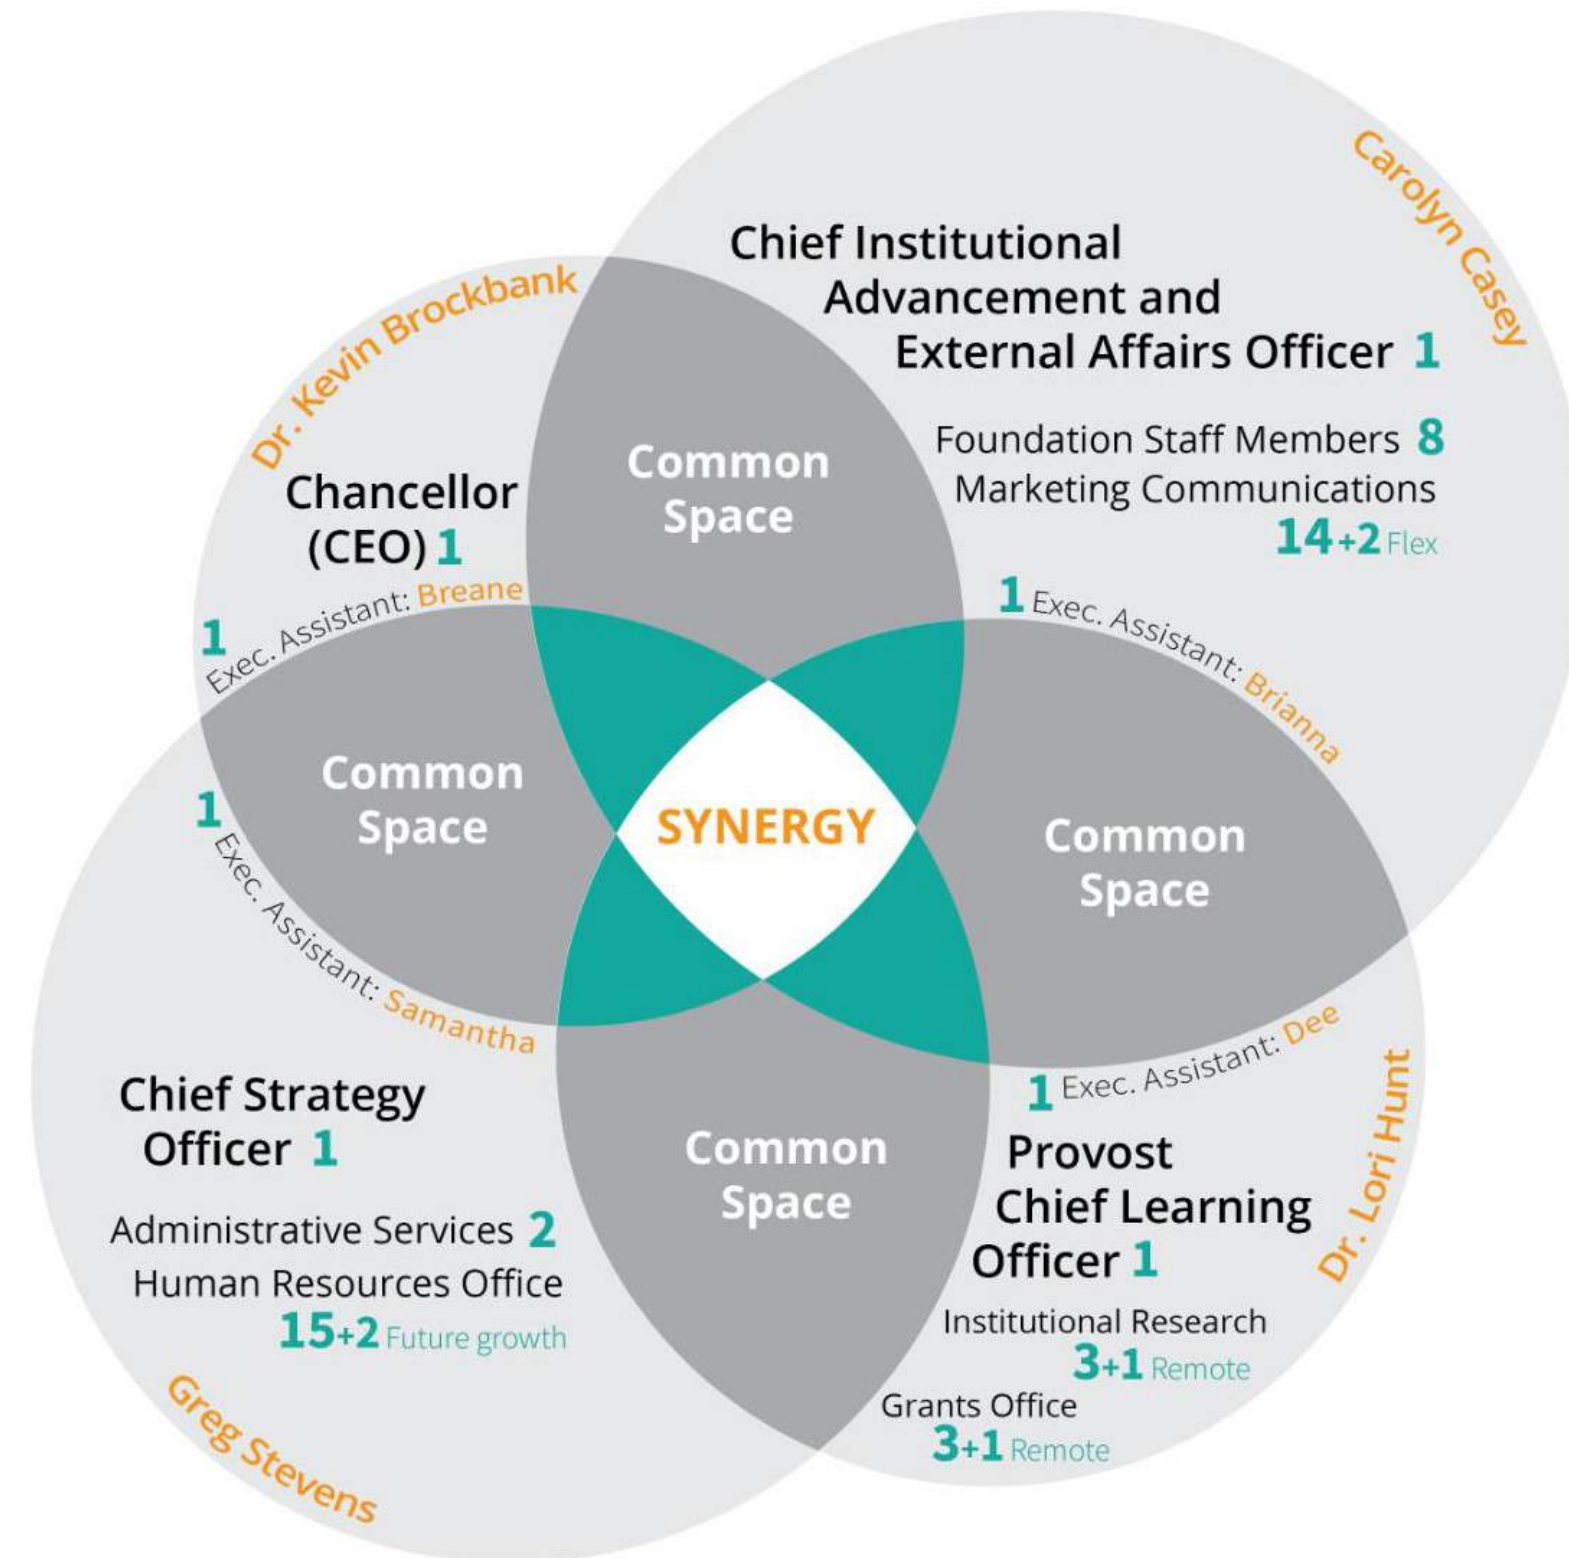 Carolyn Casey
Chief Institutional
Advancement and
External Affairs Officer 1
Foundation Staff Members 8
Marketing Communications
14+2 Flex
1 Exec. Assistant: Brianna
Dr. Kevin Brockbank
Chancellor
(CEO) 1
1 Exec. Assistant: Breane
Common
Space
Common
Space
SYNERGY
Common
Space
Common
Space
1 Exec. Assistant: Samantha
Chief Strategy
Officer 1
Administrative Services 2
Human Resources Office
15+2 Future growth
Greg Stevens
1 Exec. Assistant: Dee
Provost
Chief Learning
Officer 1
Dr. Lori Hunt
Institutional Research
3+1 Remote
Grants Office
3+1 Remote